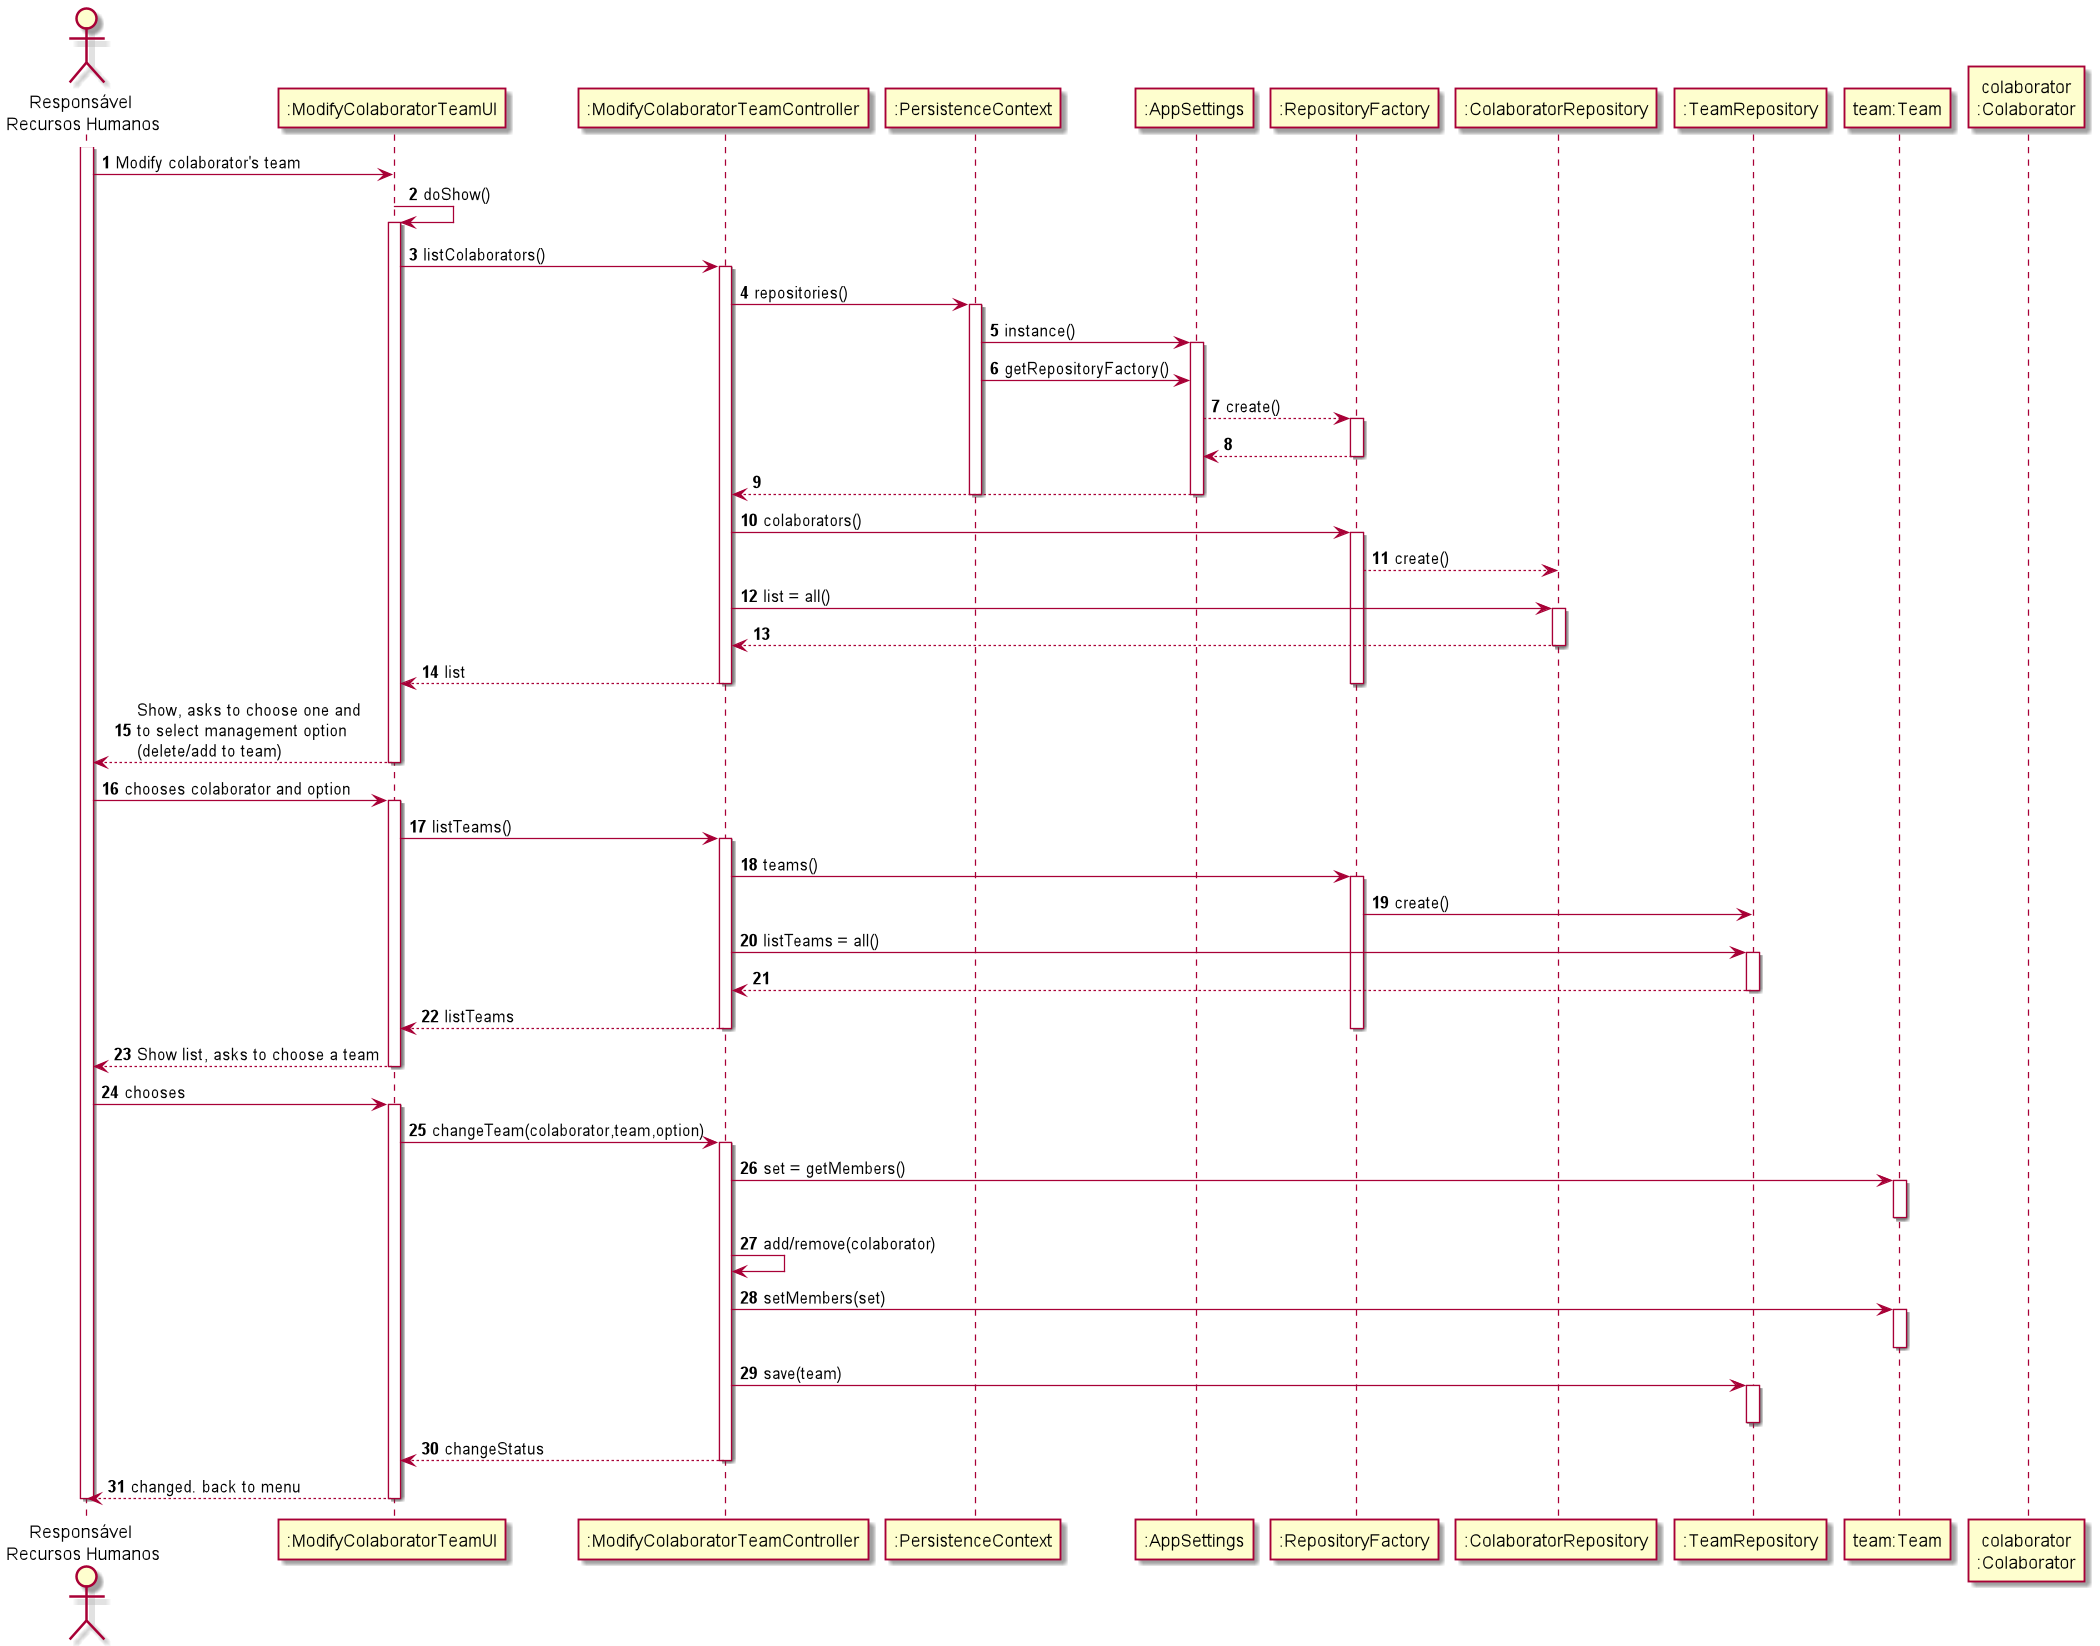 Responsável
Recursos Humanos
:ModifyColaboratorTeamUI
:ModifyColaboratorTeamController
:PersistenceContext
:AppSettings
:RepositoryFactory
:ColaboratorRepository
:TeamRepository
team:Team
colaborator
:Colaborator
1 Modify colaborator's team
2 doShow()
3 listColaborators()
4 repositories()
5 instance()
6 getRepositoryFactory()
7 create()
8
9
10 colaborators()
11 create()
12 list = all()
13
14 list
Show, asks to choose one and
15 to select management option
(delete/add to team)
16 chooses colaborator and option
17 listTeams()
18 teams()
19 create()
20 listTeams = all()
21
22 listTeams
23 Show list, asks to choose a team
24 chooses
25 changeTeam(colaborator,team,option)
26 set = getMembers()
27 add/remove(colaborator)
28 setMembers(set)
29 save(team)
30 changeStatus
31 changed. back to menu
Responsável
Recursos Humanos
:ModifyColaboratorTeamUI
:ModifyColaboratorTeamController
:PersistenceContext
:AppSettings
:RepositoryFactory
:ColaboratorRepository
:TeamRepository
team:Team
colaborator
:Colaborator